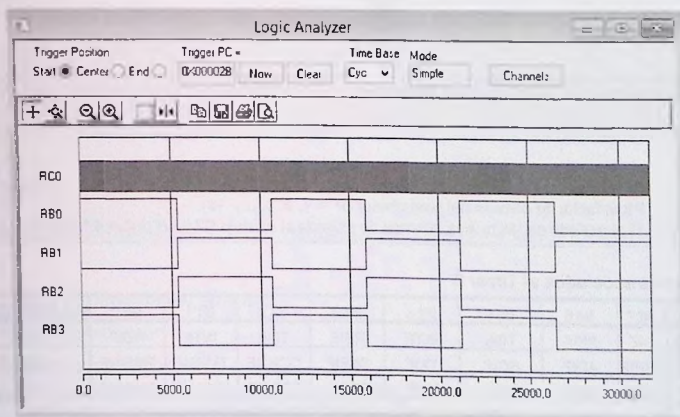 Logic Analyzer
Trigger Position
Start Center End
Trigger PC =
0x000028 Now Clear
Time Base
Cyc
Mode
Simple
Channels
RC0
RB0
RB1
RB2
RB3
0.0 5000.0 10000.0 15000.0 20000.0 25000.0 30000.0